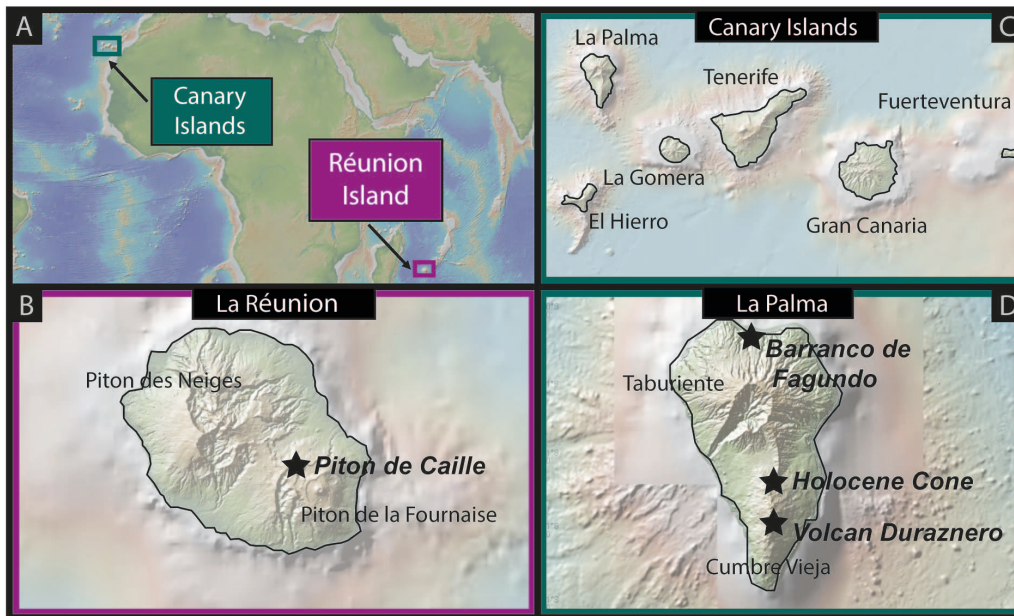 A
Canary
Islands
Réunion
Island
Canary Islands
C
La Palma
Tenerife
Fuerteventura
La Gomera
El Hierro
Gran Canaria
B
La Réunion
Piton des Neiges
Piton de Caille
Piton de la Fournaise
La Palma
D
Barranco de
Fagundo
Taburiente
Holocene Cone
Volcan Duraznero
Cumbre Vieja